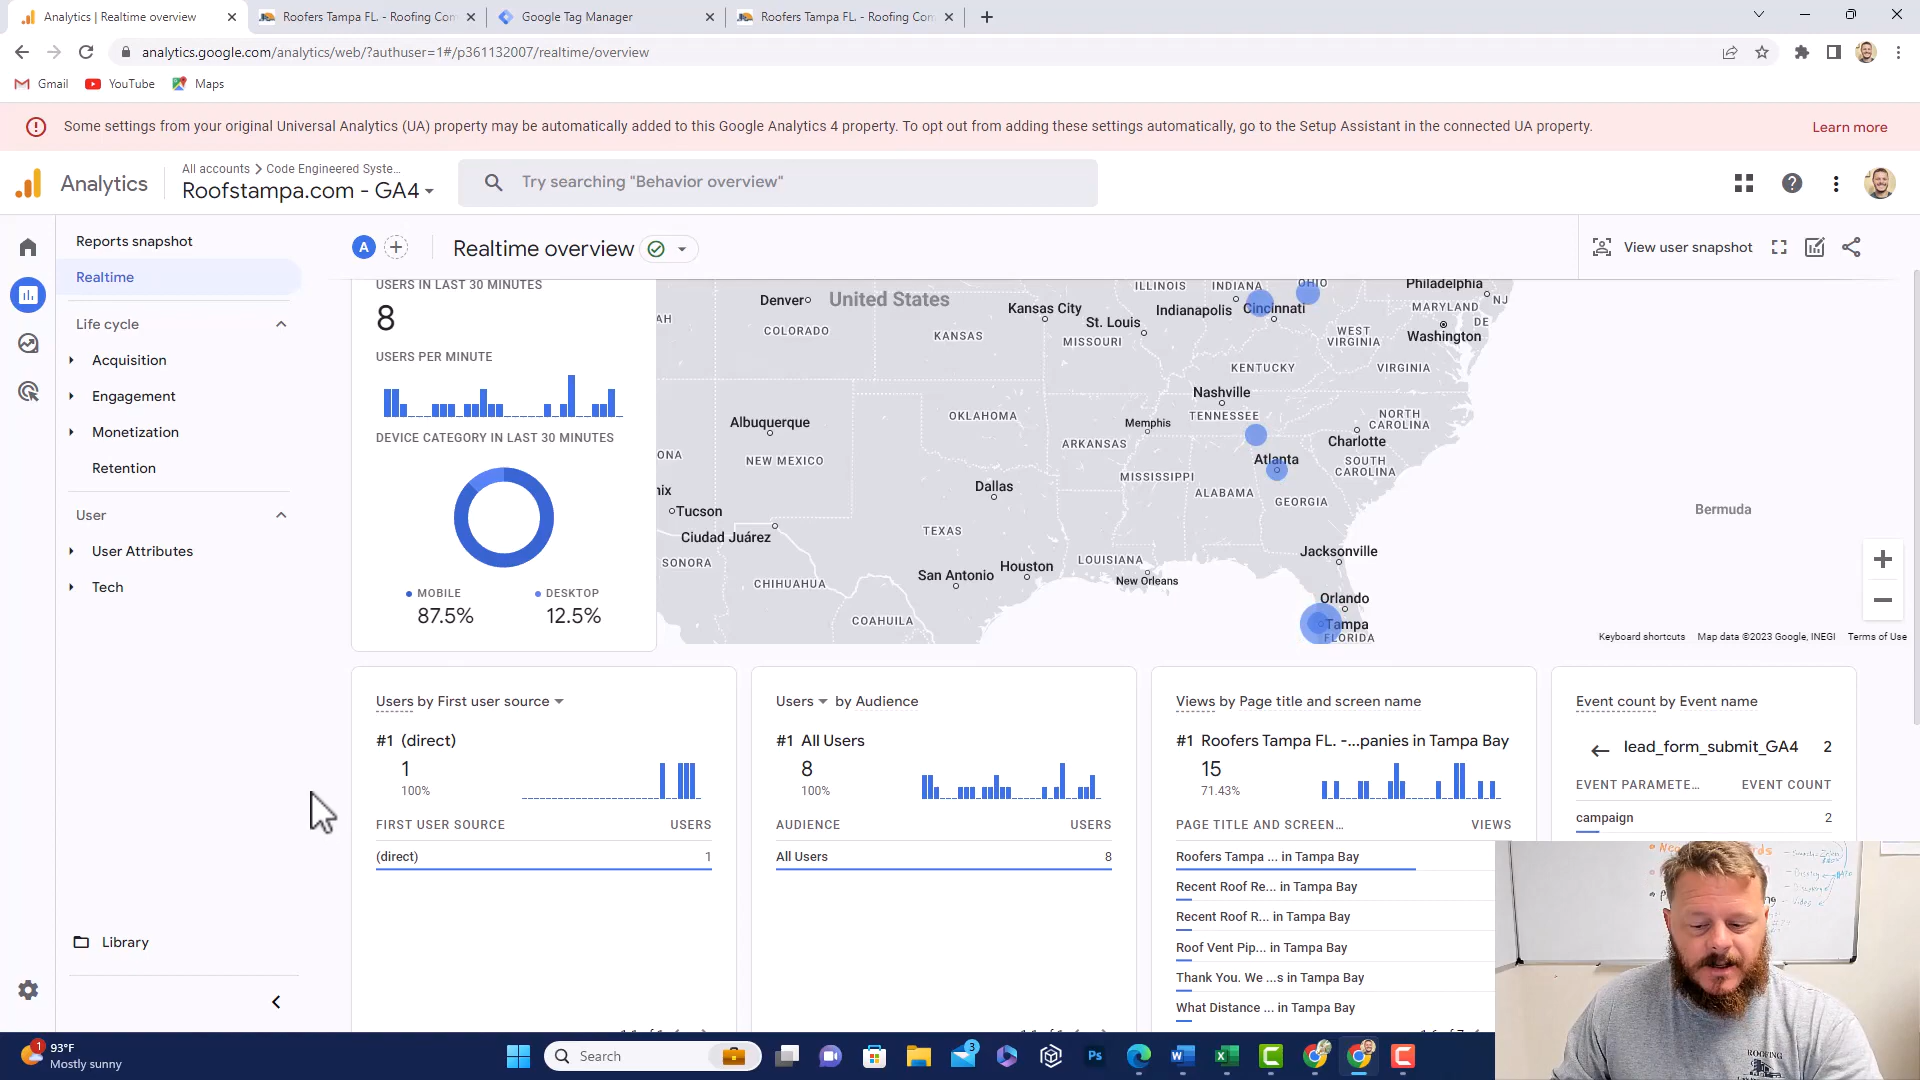 Analytics | Realtime overview
Roofers Tampa FL. - Roofing Con
Google Tag Manager
Roofers Tampa FL. - Roofing Con
analytics.google.com/analytics/web/?authuser=1#/p361132007/realtime/overview
Gmail
YouTube
Maps
Some settings from your original Universal Analytics (UA) property may be automatically added to this Google Analytics 4 property. To opt out from adding these settings automatically, go to the Setup Assistant in the connected UA property.
Learn more
Analytics
All accounts > Code Engineered Syste...
Roofstampa.com - GA4
Try searching "Behavior overview"
Reports snapshot
Realtime
Life cycle
Acquisition
Engagement
Monetization
Retention
User
User Attributes
Tech
Library
A
Realtime overview
View user snapshot
USERS IN LAST 30 MINUTES
8
USERS PER MINUTE
DEVICE CATEGORY IN LAST 30 MINUTES
MOBILE
87.5%
DESKTOP
12.5%
Denver
United States
ILLINOIS
INDIANA
OHIO
Philadelphia
NJ
AH
COLORADO
KANSAS
Kansas City
St. Louis
MISSOURI
Indianapolis
Cincinnati
MARYLAND
DE
WEST
VIRGINIA
Washington
KENTUCKY
VIRGINIA
Nashville
TENNESSEE
Albuquerque
OKLAHOMA
Memphis
NORTH
CAROLINA
Charlotte
ONA
NEW MEXICO
ARKANSAS
Atlanta
SOUTH
CAROLINA
MISSISSIPPI
ALABAMA
GEORGIA
nix
Tucson
Dallas
Bermuda
Ciudad Juárez
TEXAS
SONORA
CHIHUAHUA
Jacksonville
LOUISIANA
Houston
San Antonio
New Orleans
Orlando
Tampa
FLORIDA
COAHUILA
Keyboard shortcuts
Map data ©2023 Google, INEGI
Terms of Use
Users by First user source
#1 (direct)
1
100%
FIRST USER SOURCE
USERS
(direct)
1
Users by Audience
#1 All Users
8
100%
AUDIENCE
USERS
All Users
8
Views by Page title and screen name
#1 Roofers Tampa FL. -...panies in Tampa Bay
15
71.43%
PAGE TITLE AND SCREEN...
VIEWS
Roofers Tampa ... in Tampa Bay
Recent Roof Re... in Tampa Bay
Recent Roof R... in Tampa Bay
Roof Vent Pip... in Tampa Bay
Thank You. We ...s in Tampa Bay
What Distance ... in Tampa Bay
Event count by Event name
lead_form_submit_GA4
2
EVENT PARAMETE...
EVENT COUNT
campaign
2
ROOFING
1
93°F
Mostly sunny
Search
3
Ps